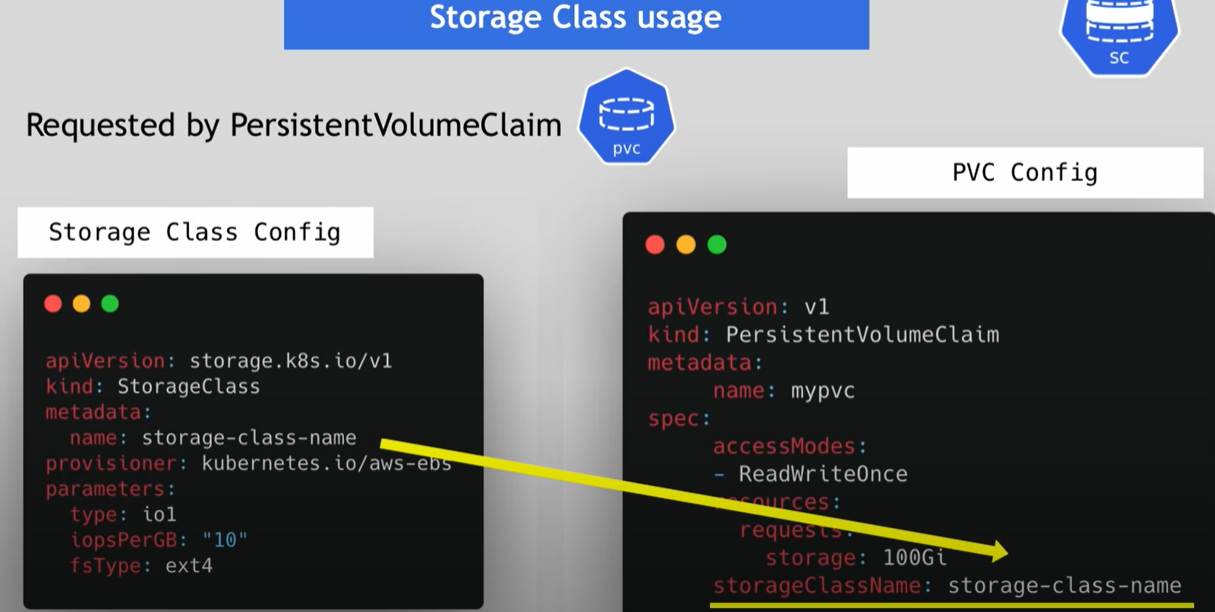 Storage Class usage
SC
Requested by PersistentVolumeClaim
pvc
PVC Config
Storage Class Config
apiVersion: storage.k8s.io/v1
kind: StorageClass
metadata:
  name: storage-class-name
provisioner: kubernetes.io/aws-ebs
parameters:
  type: io1
  iopsPerGB: "10"
  fsType: ext4
apiVersion: v1
kind: PersistentVolumeClaim
metadata:
     name: mypvc
spec:
     accessModes:
     - ReadWriteOnce
     resources:
       requests:
         storage: 100Gi
     storageClassName: storage-class-name